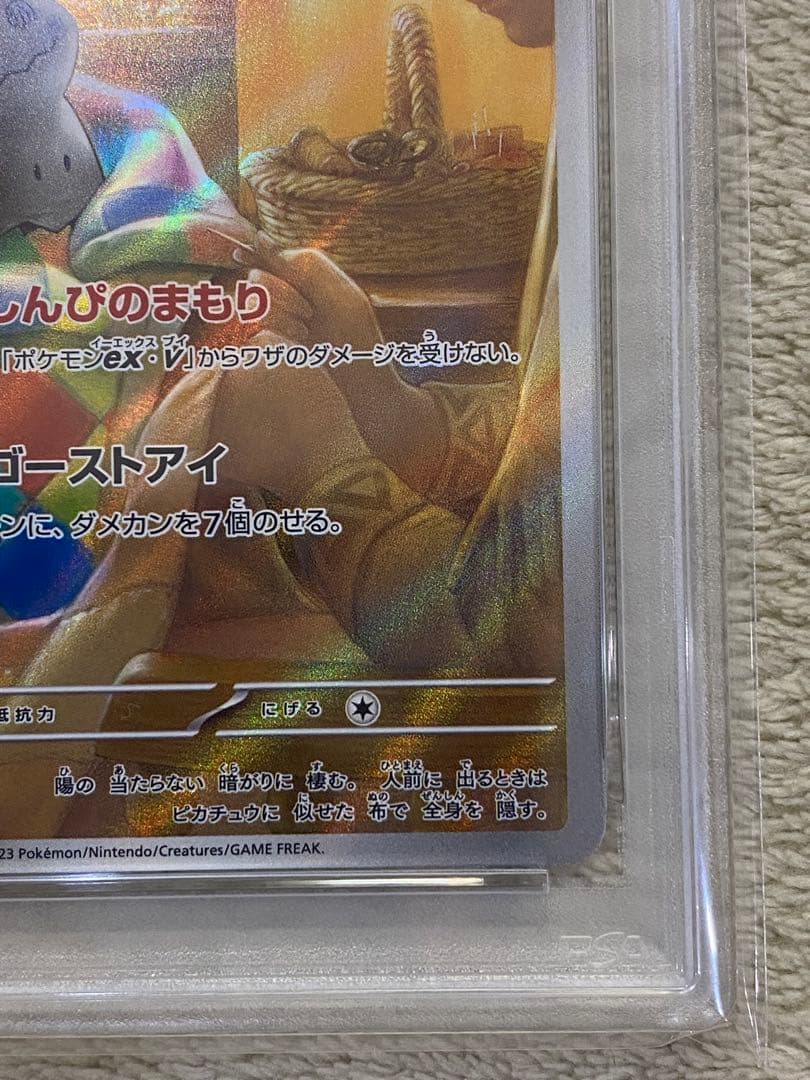 しんぴのまもり
「ポケモンex・V」からワザのダメージを受けない。
ゴーストアイ
ンに、ダメカンを7個のせる。
抵抗力 にげる
陽の 当たらない 暗がりに 棲む。 人前に 出るときは
ピカチュウに 似せた 布で 全身を 隠す。
23 Pokémon/Nintendo/Creatures/GAME FREAK.
PSA